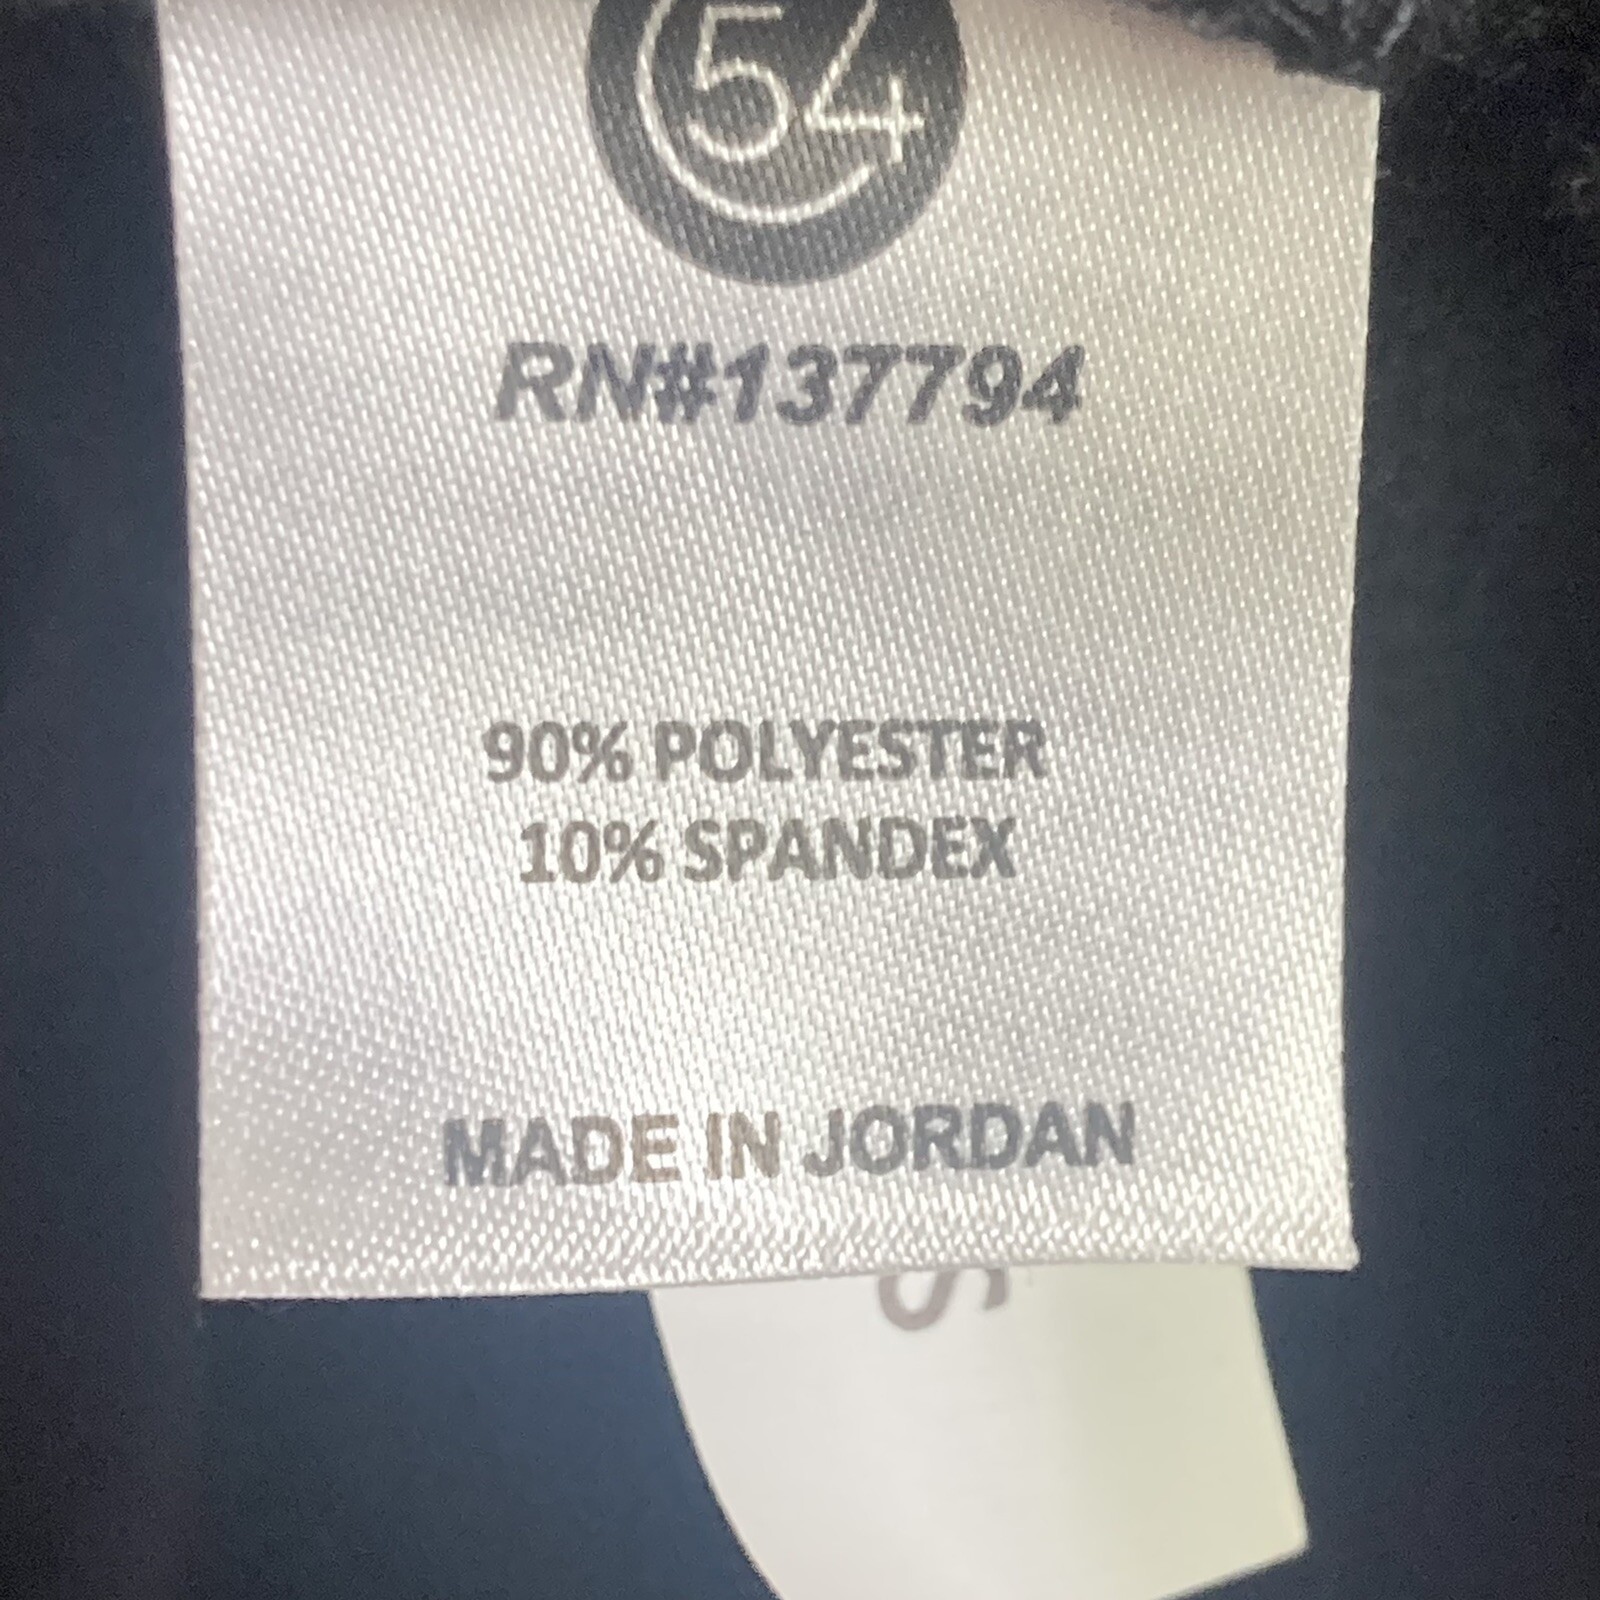 54
RN#137794
90% POLYESTER
10% SPANDEX
MADE IN JORDAN
S